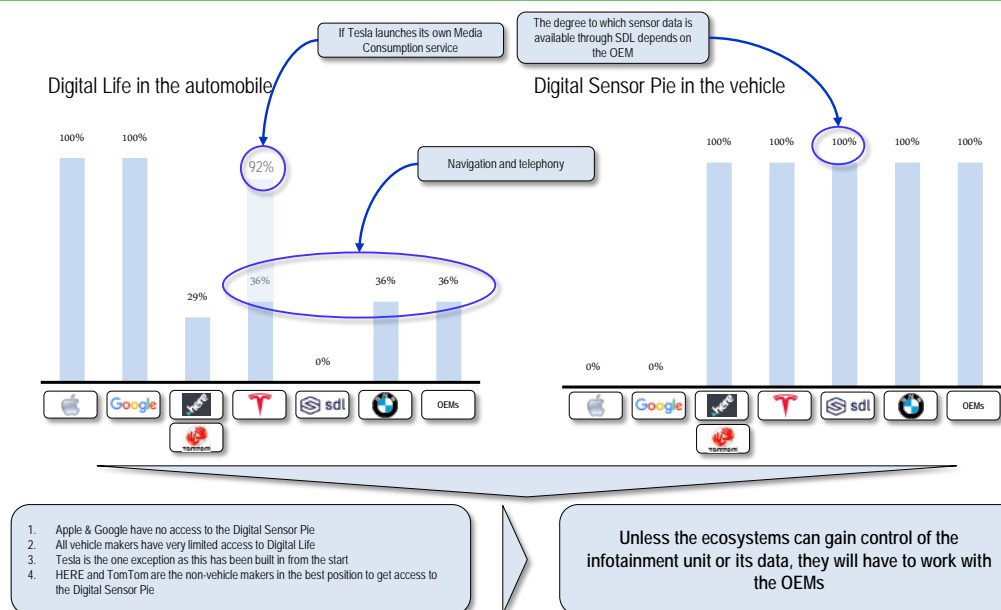 If Tesla launches its own Media
Consumption service
The degree to which sensor data is
available through SDL depends on
the OEM
Digital Life in the automobile
Digital Sensor Pie in the vehicle
100%
100%
92%
Navigation and telephony
36%
29%
0%
36%
36%
Google
here
TOMTOM
T
sdl
BMW
OEMs
0%
0%
100%
100%
100%
100%
100%
Google
here
TOMTOM
T
sdl
BMW
OEMs
1. Apple & Google have no access to the Digital Sensor Pie
2. All vehicle makers have very limited access to Digital Life
3. Tesla is the one exception as this has been built in from the start
4. HERE and TomTom are the non-vehicle makers in the best position to get access to
the Digital Sensor Pie
Unless the ecosystems can gain control of the
infotainment unit or its data, they will have to work with
the OEMs